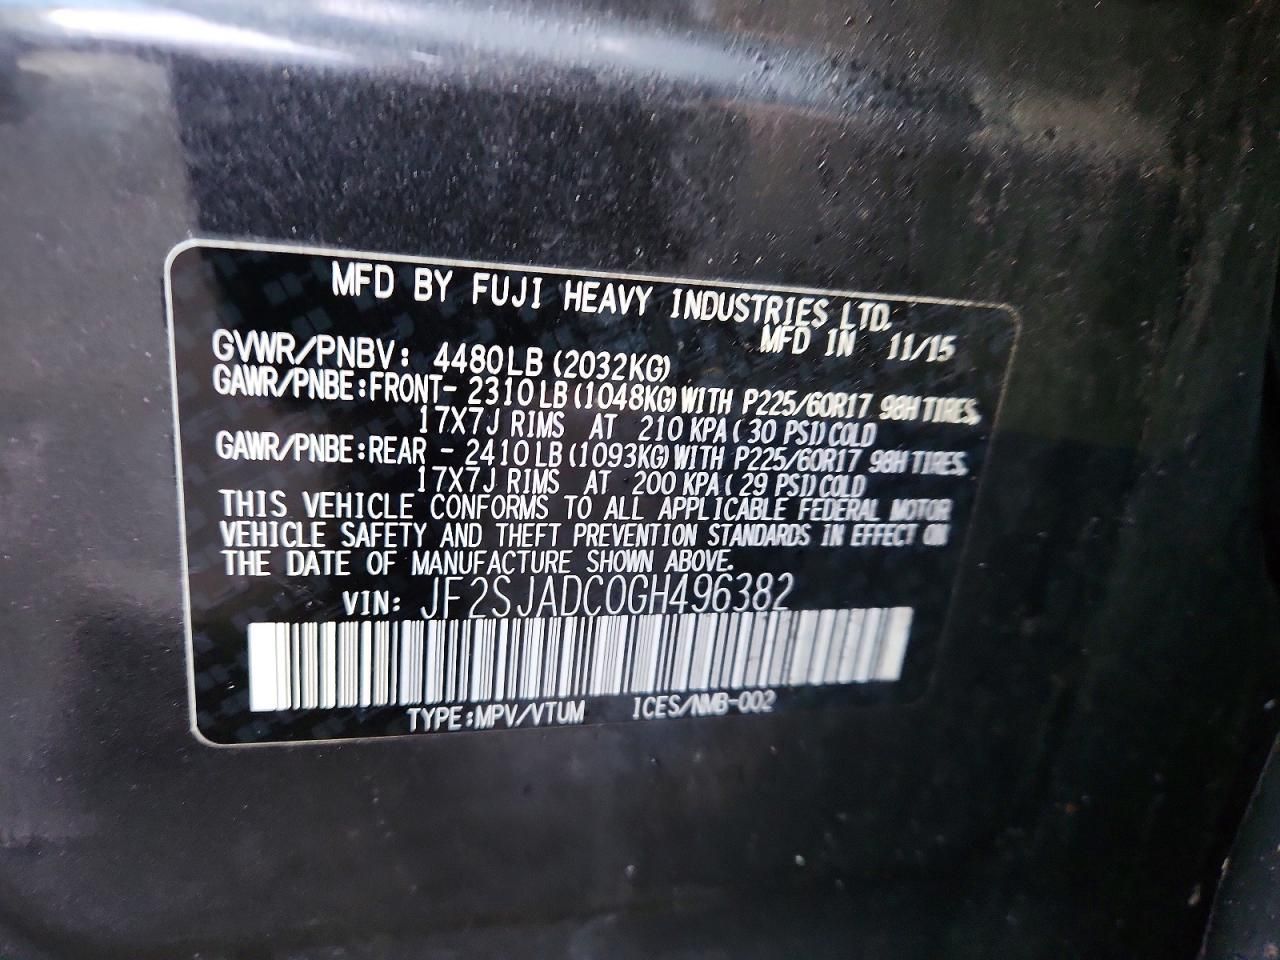 MFD BY FUJI HEAVY INDUSTRIES LTD.
MFD IN 11/15
GVWR/PNBV: 4480LB (2032KG)
GAWR/PNBE:FRONT- 2310LB (1048KG) WITH P225/60R17 98H TIRES,
17X7J RIMS AT 210 KPA ( 30 PSI) COLD
GAWR/PNBE:REAR - 2410LB (1093KG) WITH P225/60R17 98H TIRES,
17X7J RIMS AT 200 KPA ( 29 PSI) COLD
THIS VEHICLE CONFORMS TO ALL APPLICABLE FEDERAL MOTOR
VEHICLE SAFETY AND THEFT PREVENTION STANDARDS IN EFFECT ON
THE DATE OF MANUFACTURE SHOWN ABOVE.
VIN: JF2SJADC0GH496382
TYPE:MPV/VTUM ICES/NMB-002